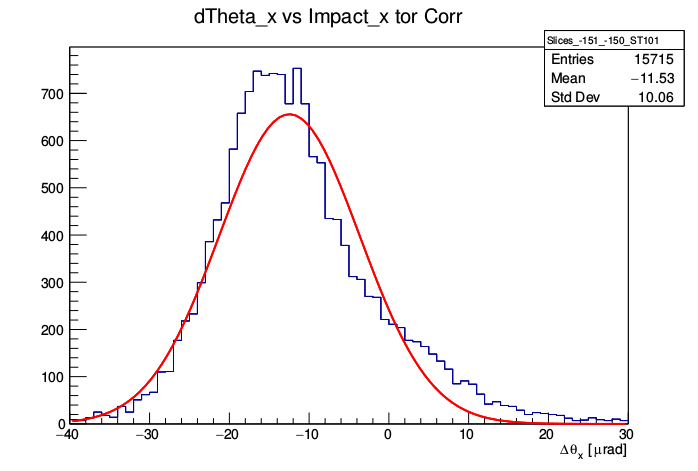 dTheta_x vs Impact_x tor Corr
Slices_-151_-150_ST101
Entries 15715
Mean −11.53
Std Dev 10.06
700
600
500
400
300
200
100
0
−40 −30 −20 −10 0 10 20 30
Δθx [μrad]